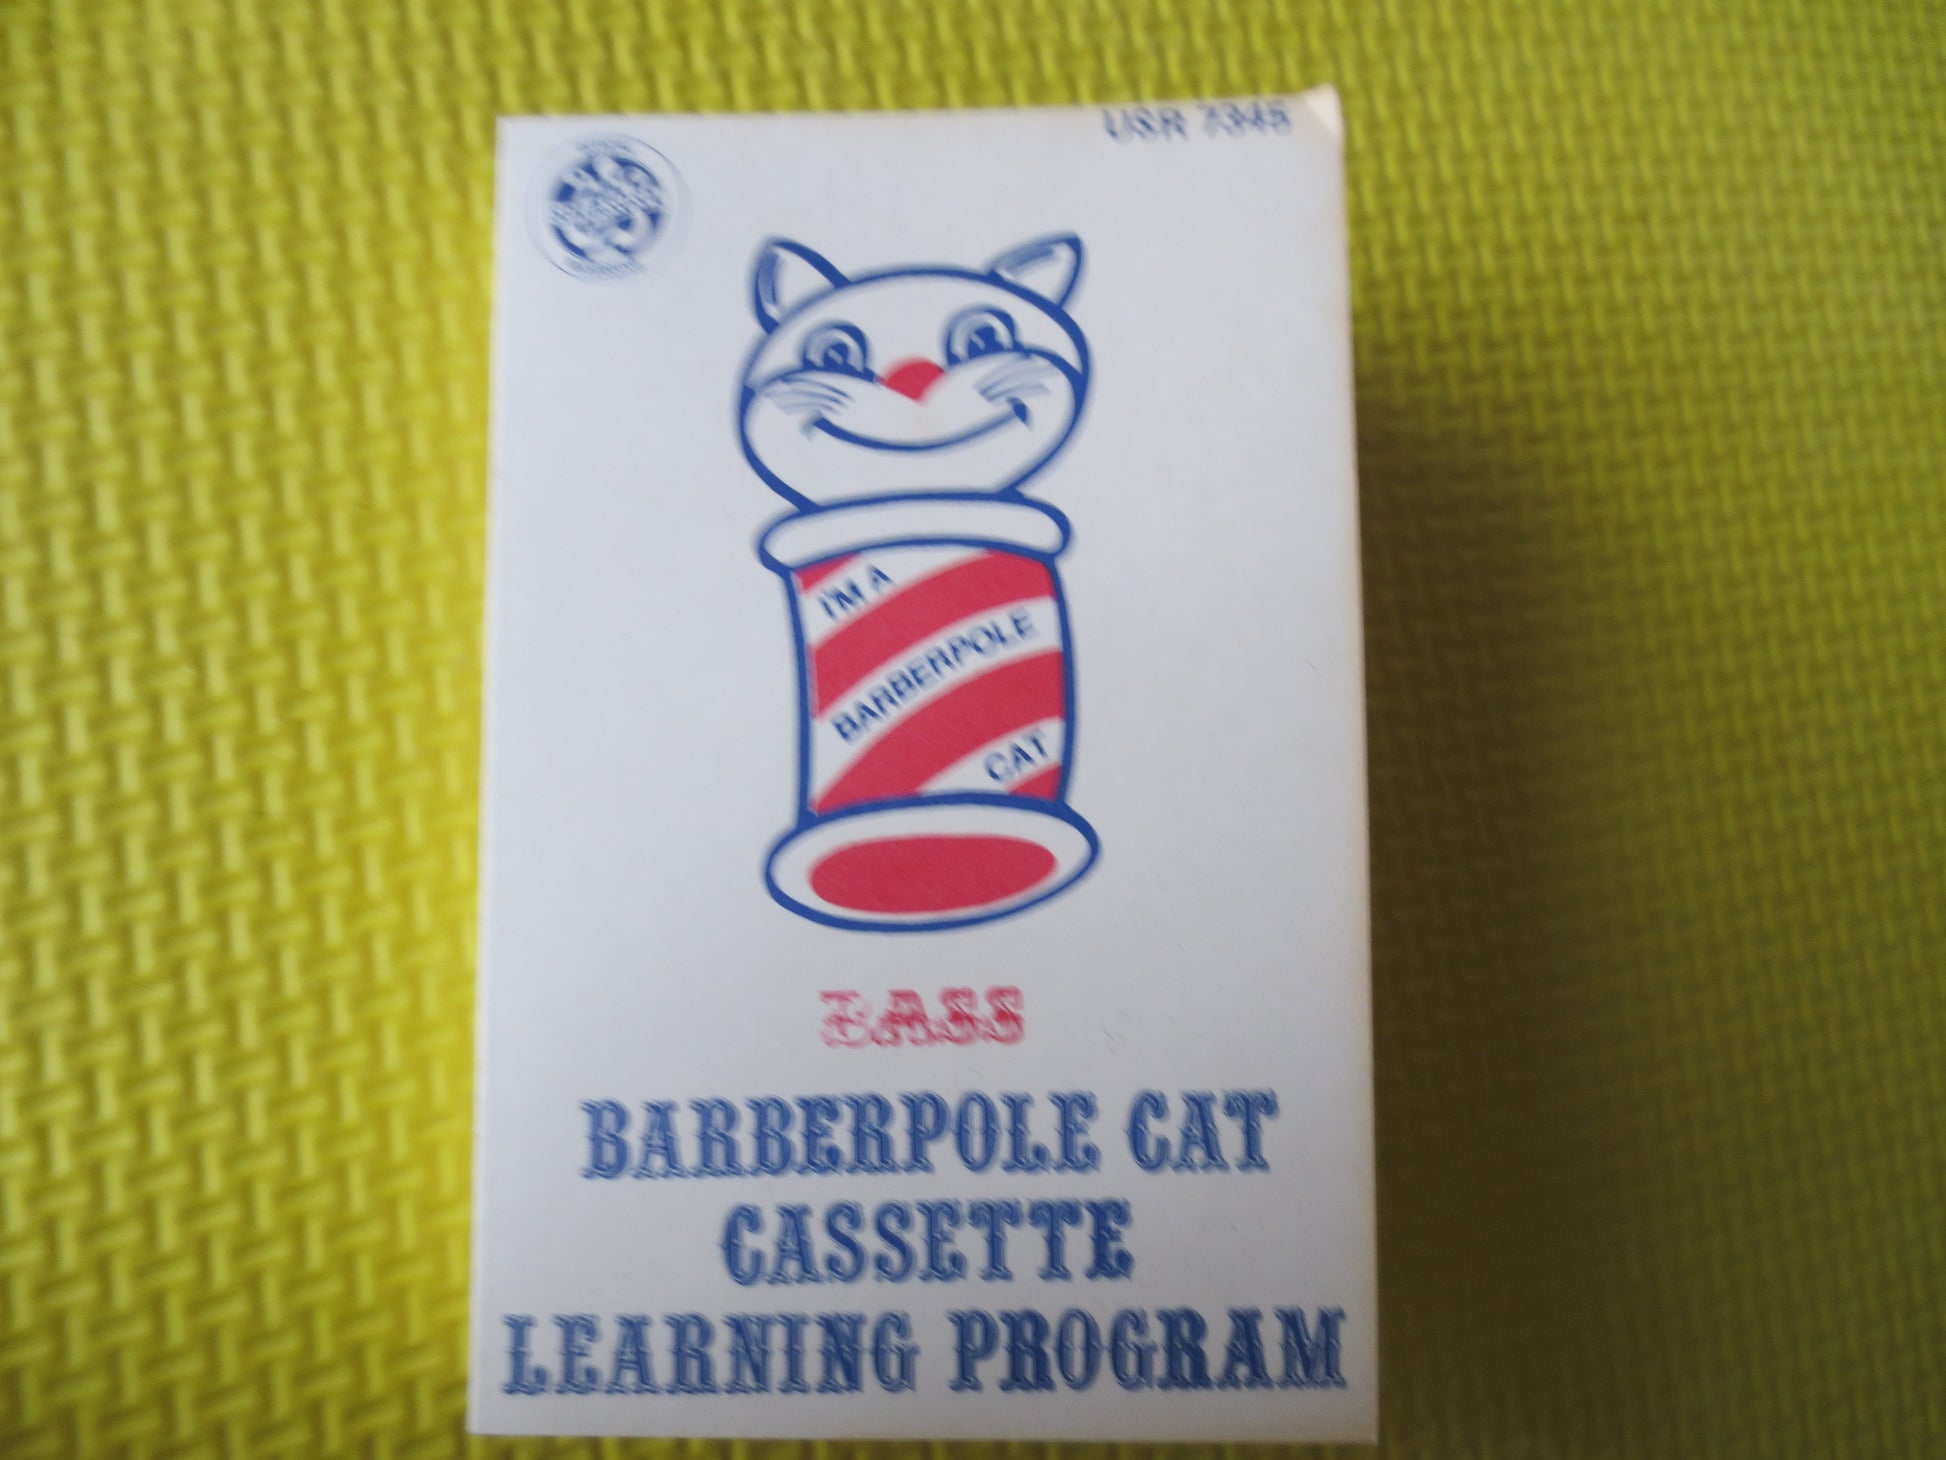 USR 7345
I'M A
BARBERPOLE
CAT
BASS
BARBERPOLE CAT
CASSETTE
LEARNING PROGRAM